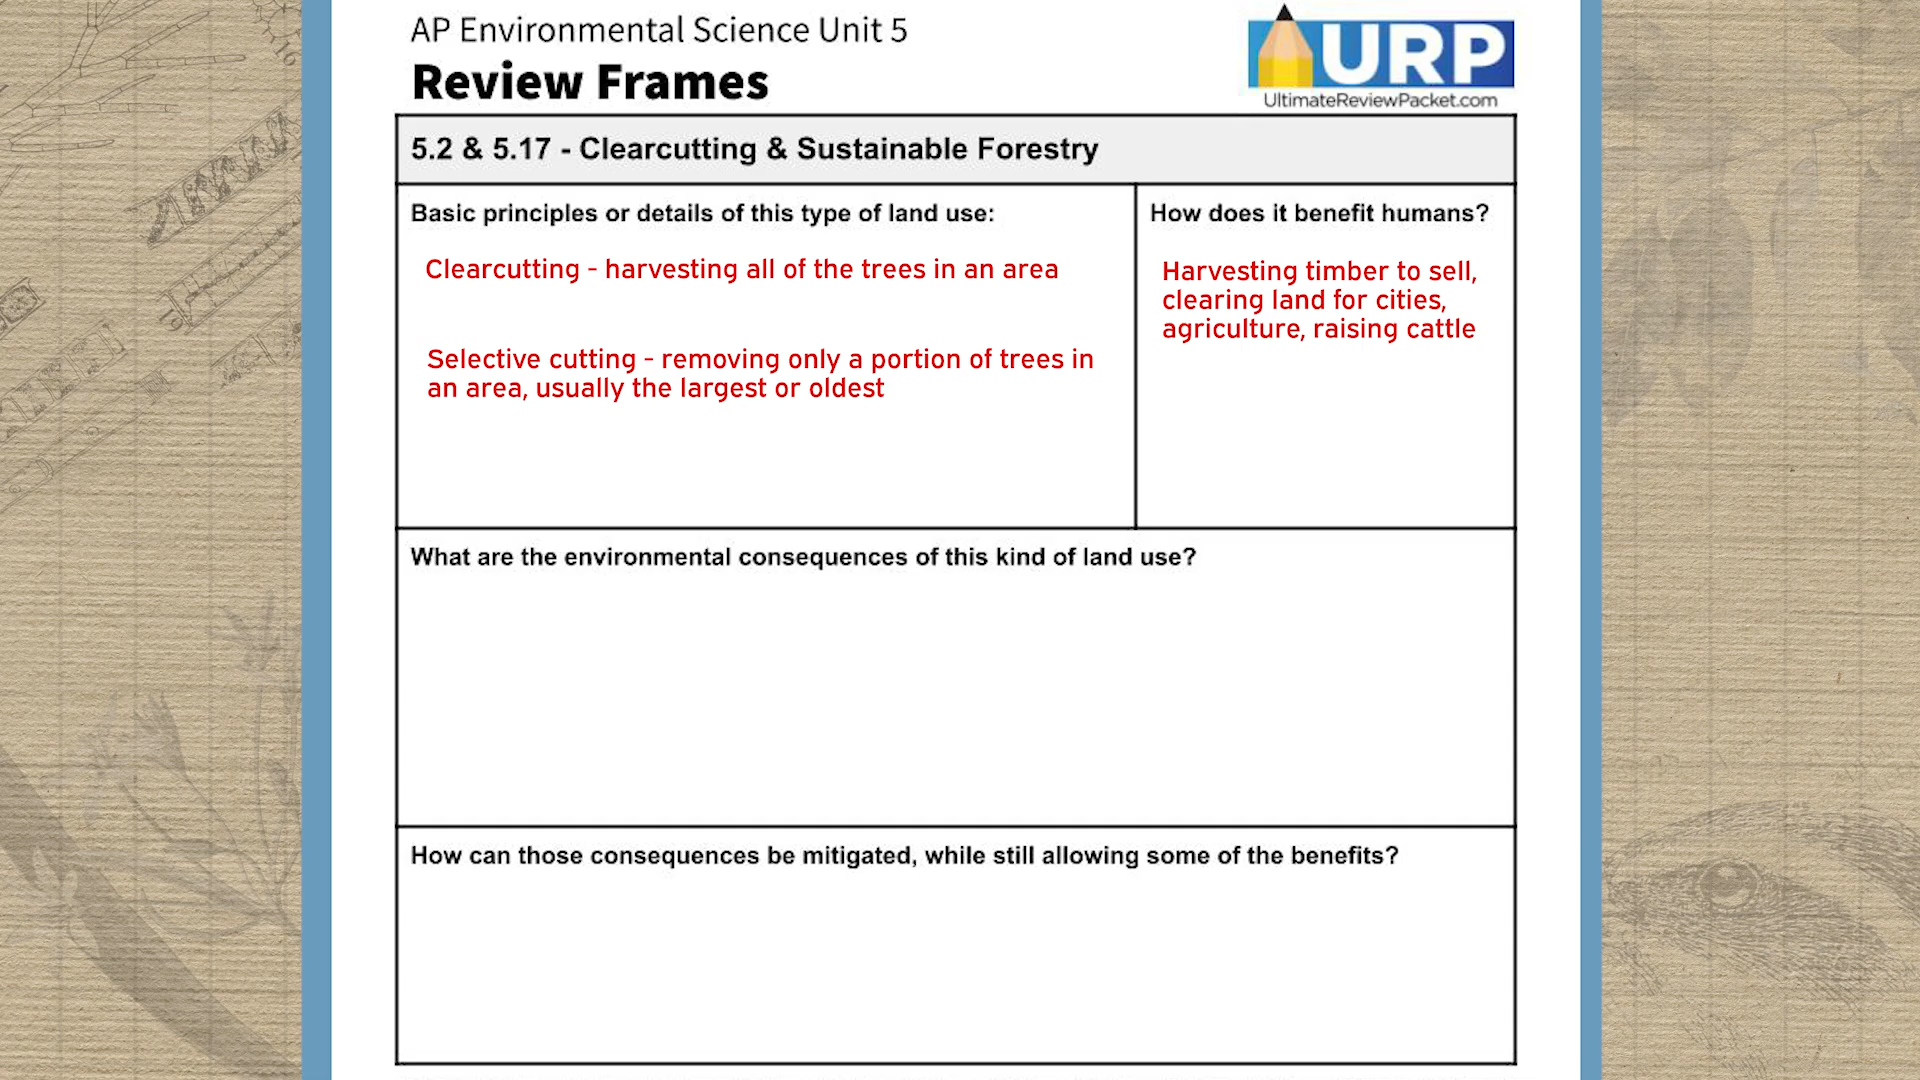 AP Environmental Science Unit 5
Review Frames
URP
UltimateReviewPacket.com
5.2 & 5.17 - Clearcutting & Sustainable Forestry
Basic principles or details of this type of land use:
Clearcutting - harvesting all of the trees in an area
Selective cutting - removing only a portion of trees in
an area, usually the largest or oldest
How does it benefit humans?
Harvesting timber to sell,
clearing land for cities,
agriculture, raising cattle
What are the environmental consequences of this kind of land use?
How can those consequences be mitigated, while still allowing some of the benefits?